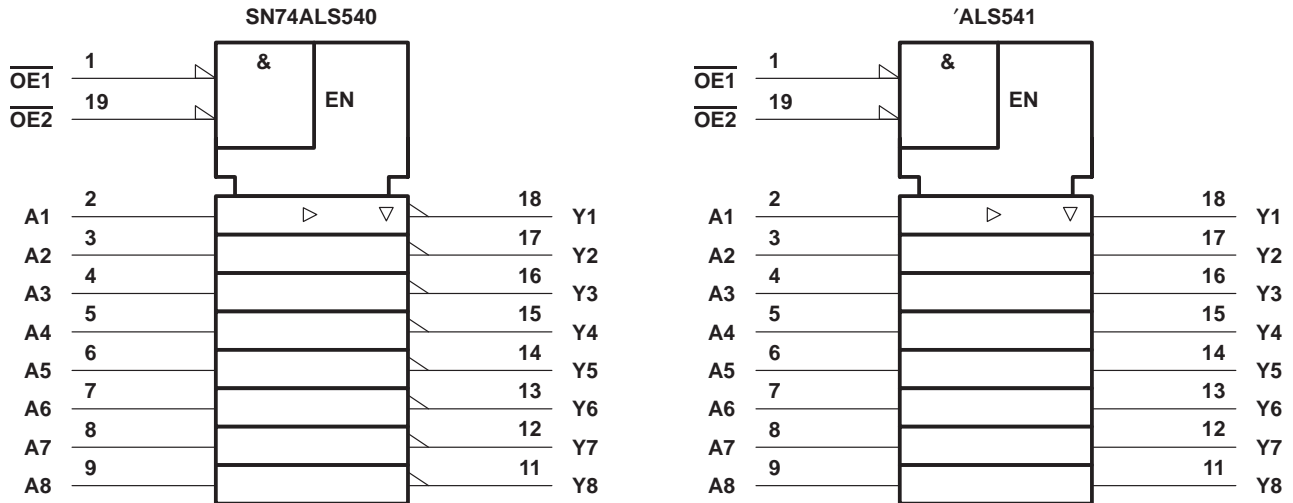 SN74ALS540
&
EN
1
OE1
19
OE2
2
A1
18
Y1
3
A2
17
Y2
4
A3
16
Y3
5
A4
15
Y4
6
A5
14
Y5
7
A6
13
Y6
8
A7
12
Y7
9
A8
11
Y8
′ALS541
&
EN
1
OE1
19
OE2
2
A1
18
Y1
3
A2
17
Y2
4
A3
16
Y3
5
A4
15
Y4
6
A5
14
Y5
7
A6
13
Y6
8
A7
12
Y7
9
A8
11
Y8